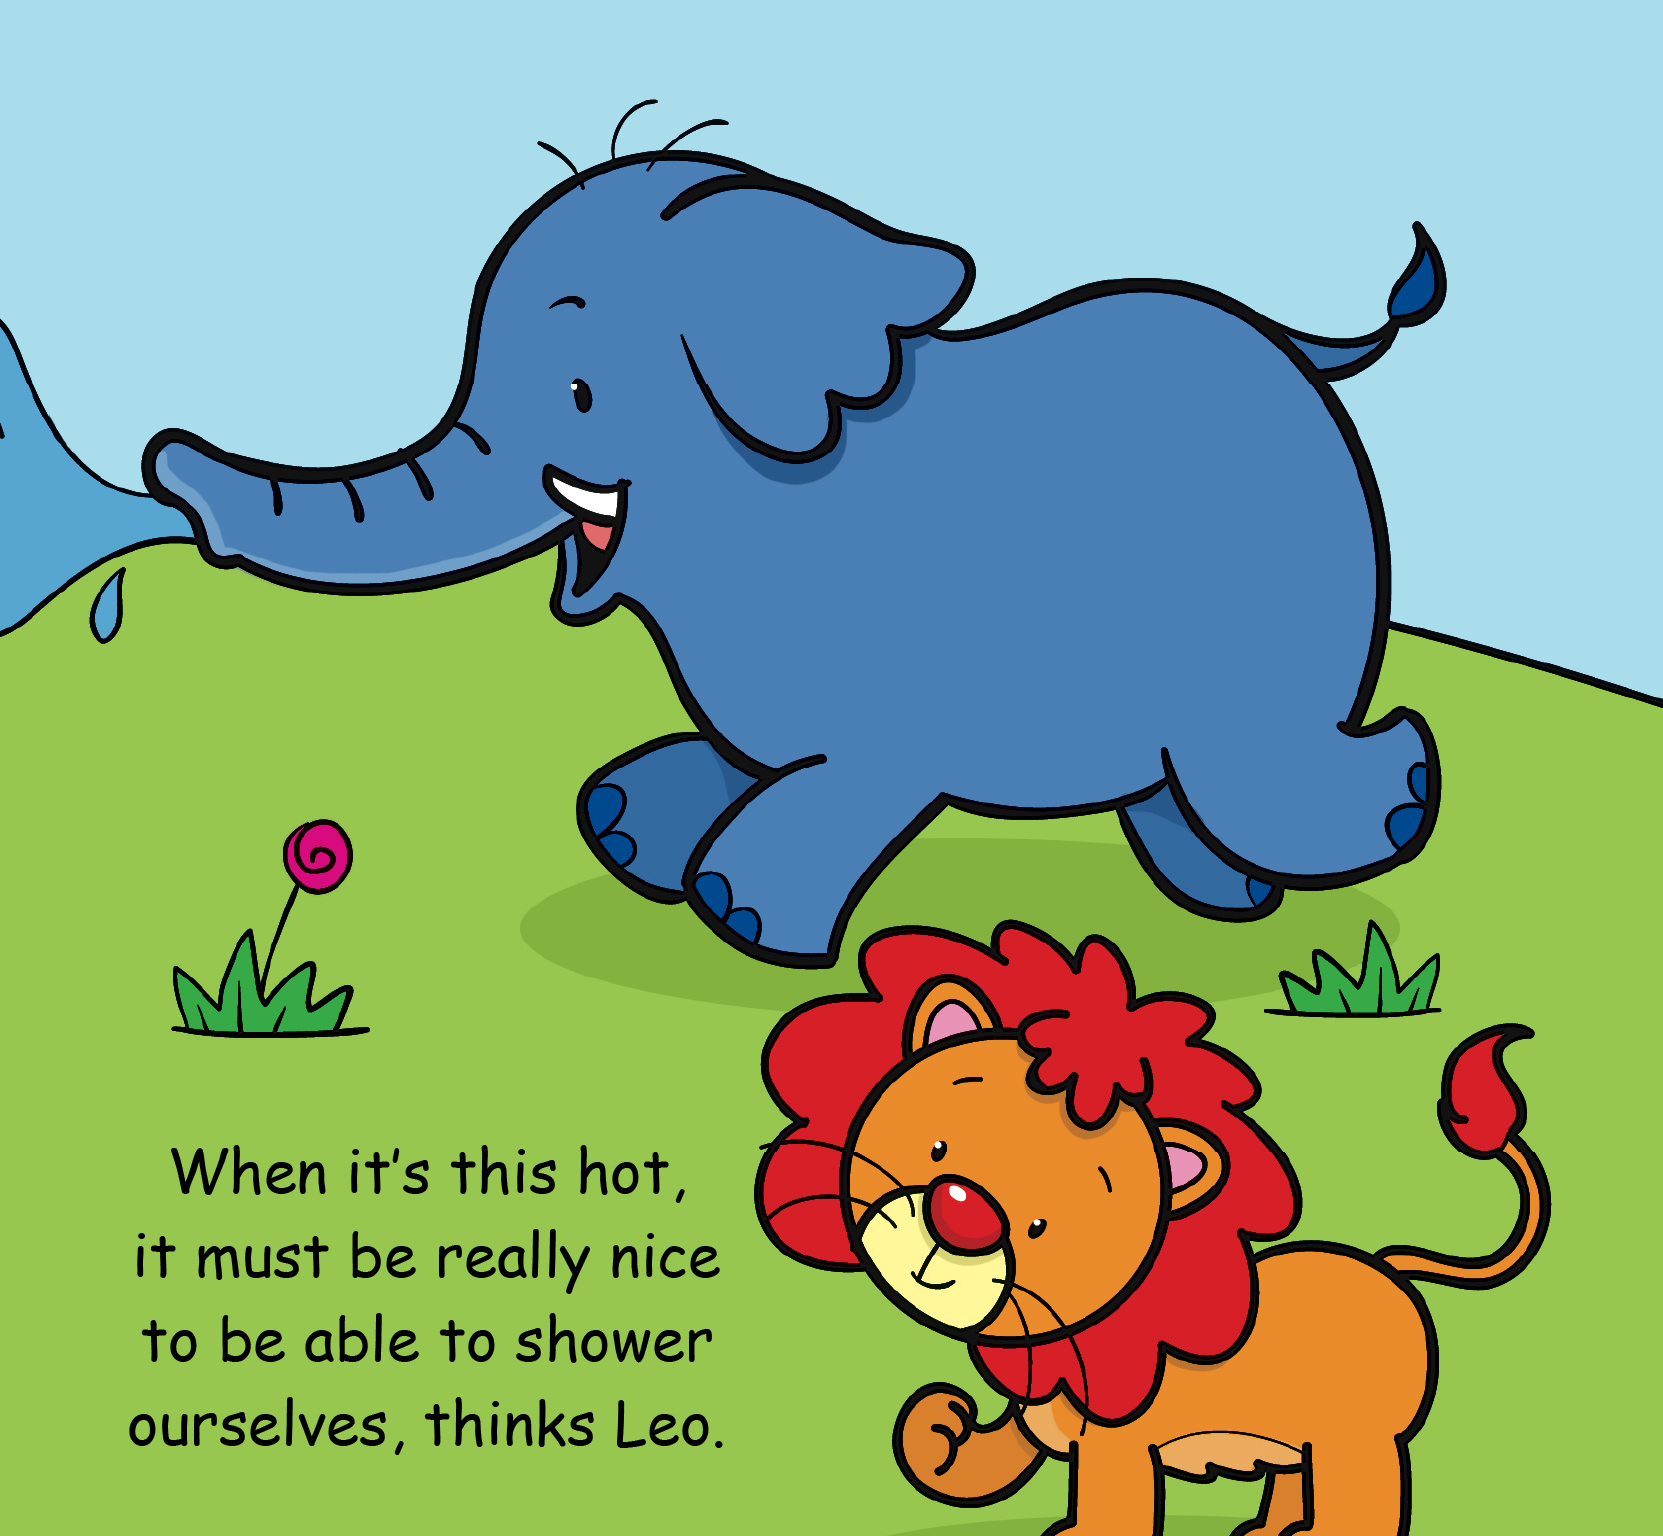 When it's this hot,
it must be really nice
to be able to shower
ourselves, thinks Leo.